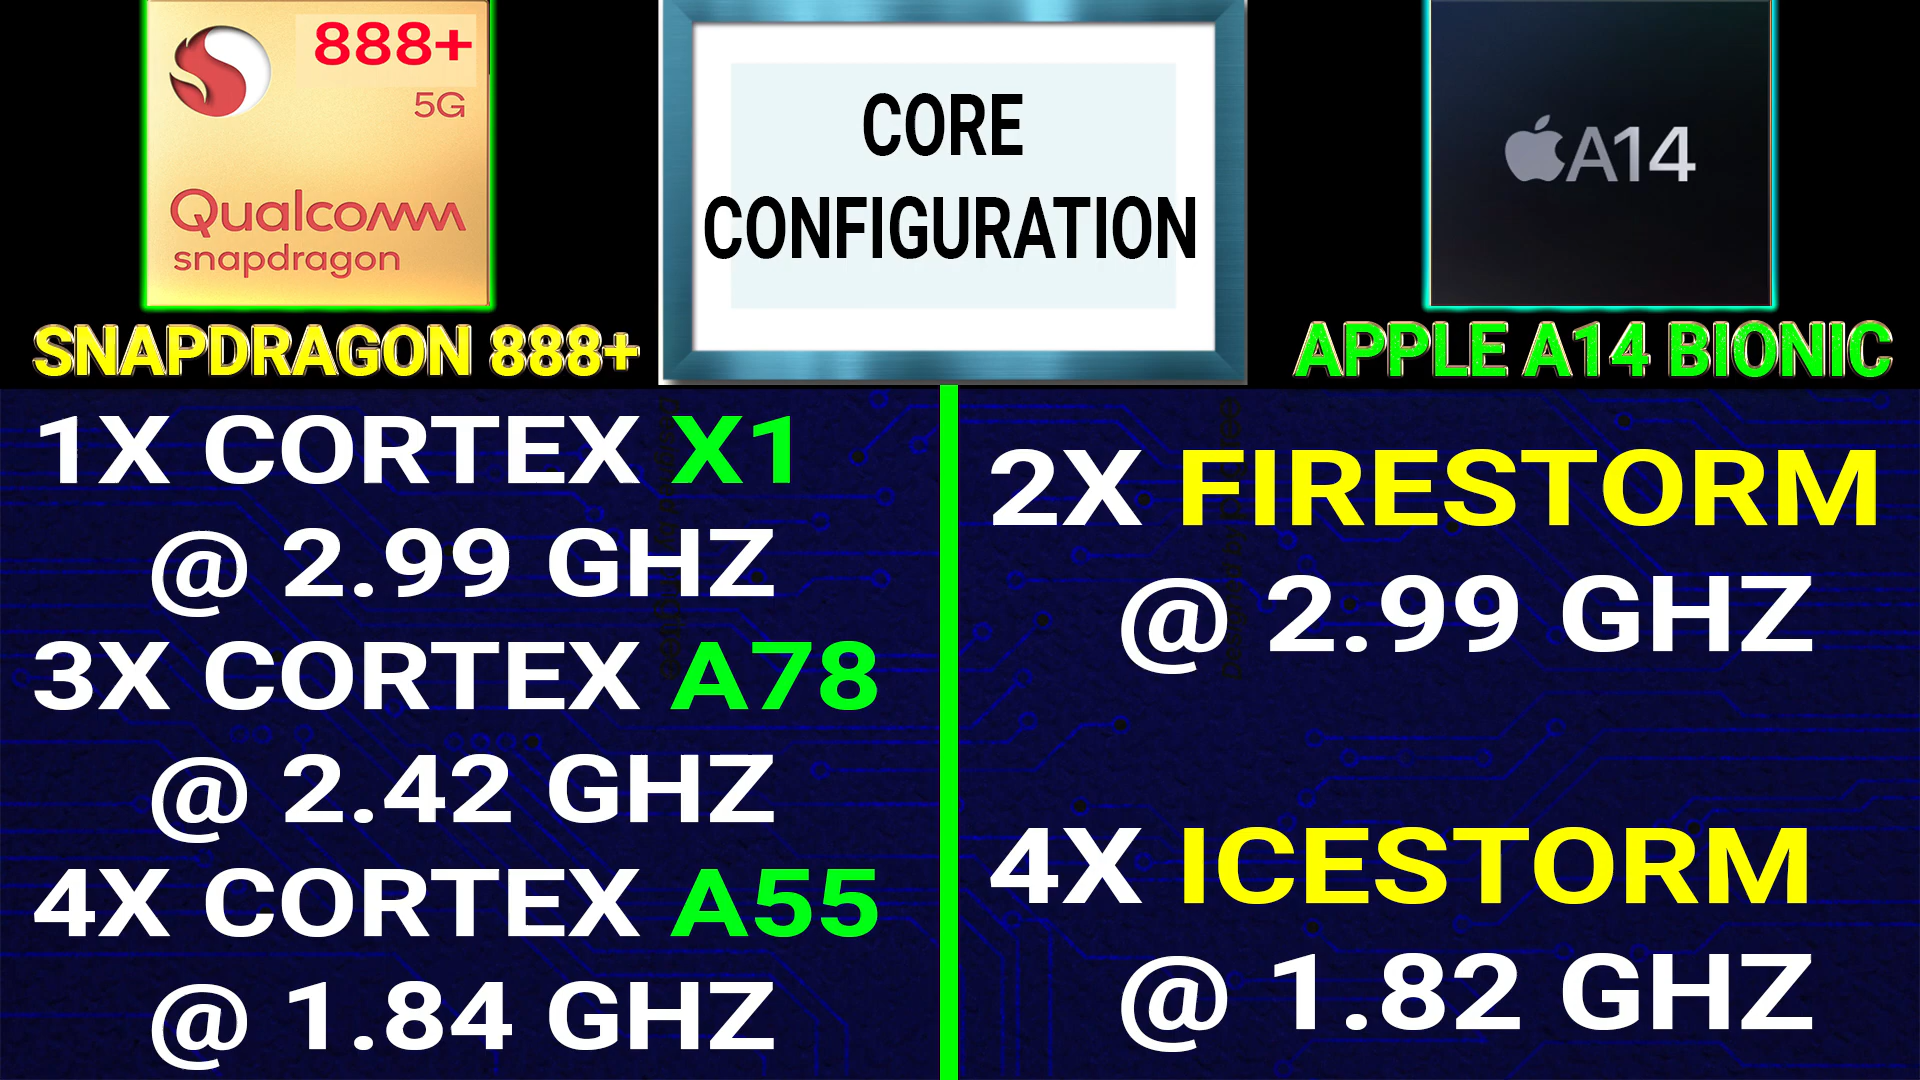 888+
5G
Qualcomm
snapdragon
SNAPDRAGON 888+
CORE
CONFIGURATION
A14
APPLE A14 BIONIC
1X CORTEX X1
@ 2.99 GHZ
3X CORTEX A78
@ 2.42 GHZ
4X CORTEX A55
@ 1.84 GHZ
2X FIRESTORM
@ 2.99 GHZ
4X ICESTORM
@ 1.82 GHZ